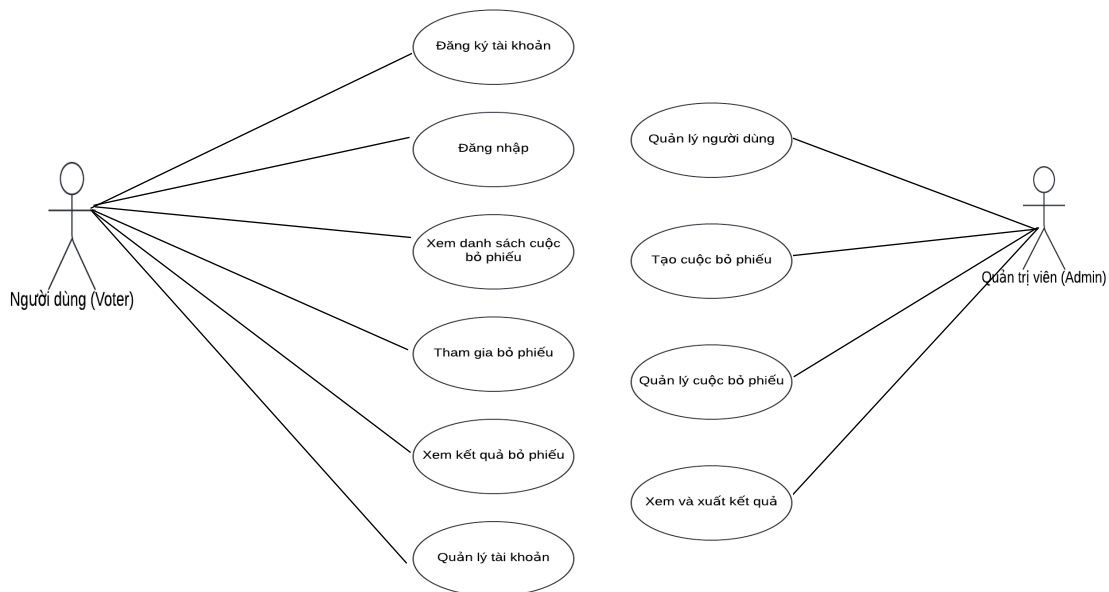 Đăng ký tài khoản
Đăng nhập
Xem danh sách cuộc
bỏ phiếu
Người dùng (Voter)
Tham gia bỏ phiếu
Xem kết quả bỏ phiếu
Quản lý tài khoản
Quản lý người dùng
Tạo cuộc bỏ phiếu
Quản trị viên (Admin)
Quản lý cuộc bỏ phiếu
Xem và xuất kết quả